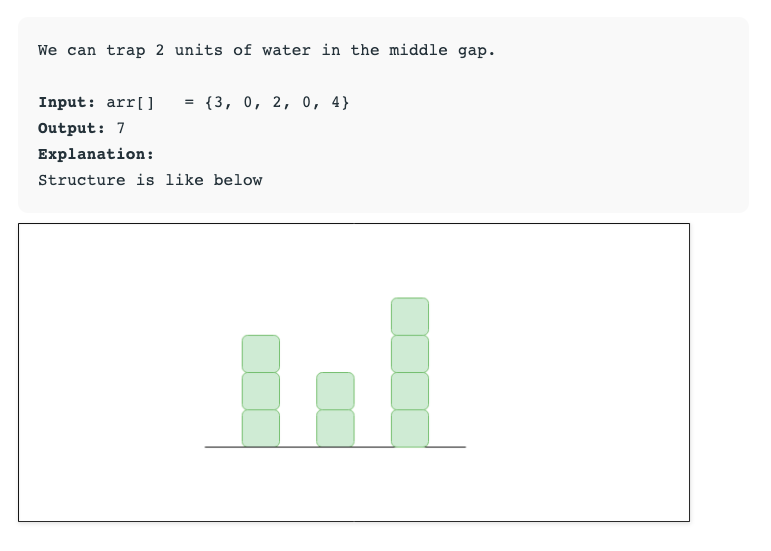 We can trap 2 units of water in the middle gap.
Input: arr[]   = {3, 0, 2, 0, 4}
Output: 7
Explanation:
Structure is like below